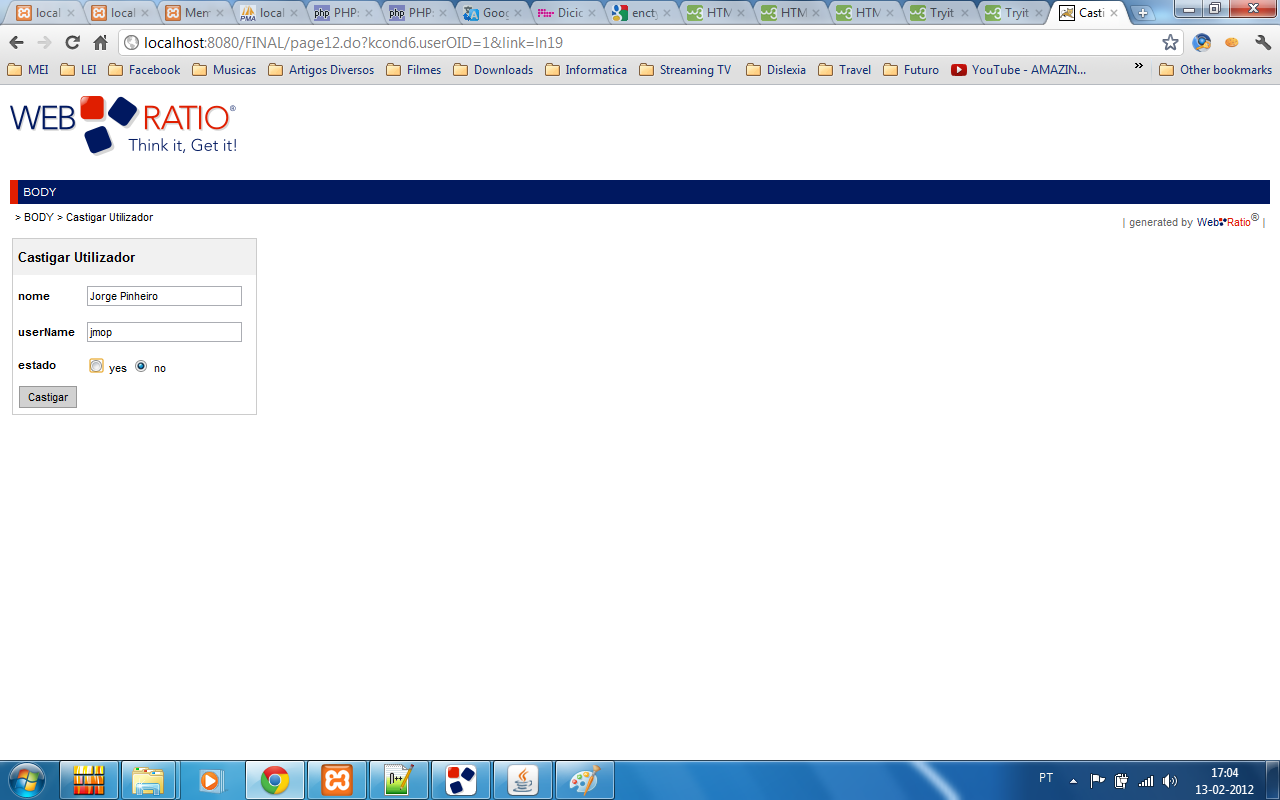 local local Mem local PHP: PHP: Goog Dicio encty HTM HTM HTM Tryit Tryit Casti
localhost:8080/FINAL/page12.do?kcond6.userOID=1&link=ln19
MEI LEI Facebook Musicas Artigos Diversos Filmes Downloads Informatica Streaming TV Dislexia Travel Futuro YouTube - AMAZIN... » Other bookmarks
WEB RATIO®
Think it, Get it!
BODY
> BODY > Castigar Utilizador
| generated by WebRatio® |
Castigar Utilizador
nome Jorge Pinheiro
userName jmop
estado yes no
Castigar
PT 17:04
13-02-2012